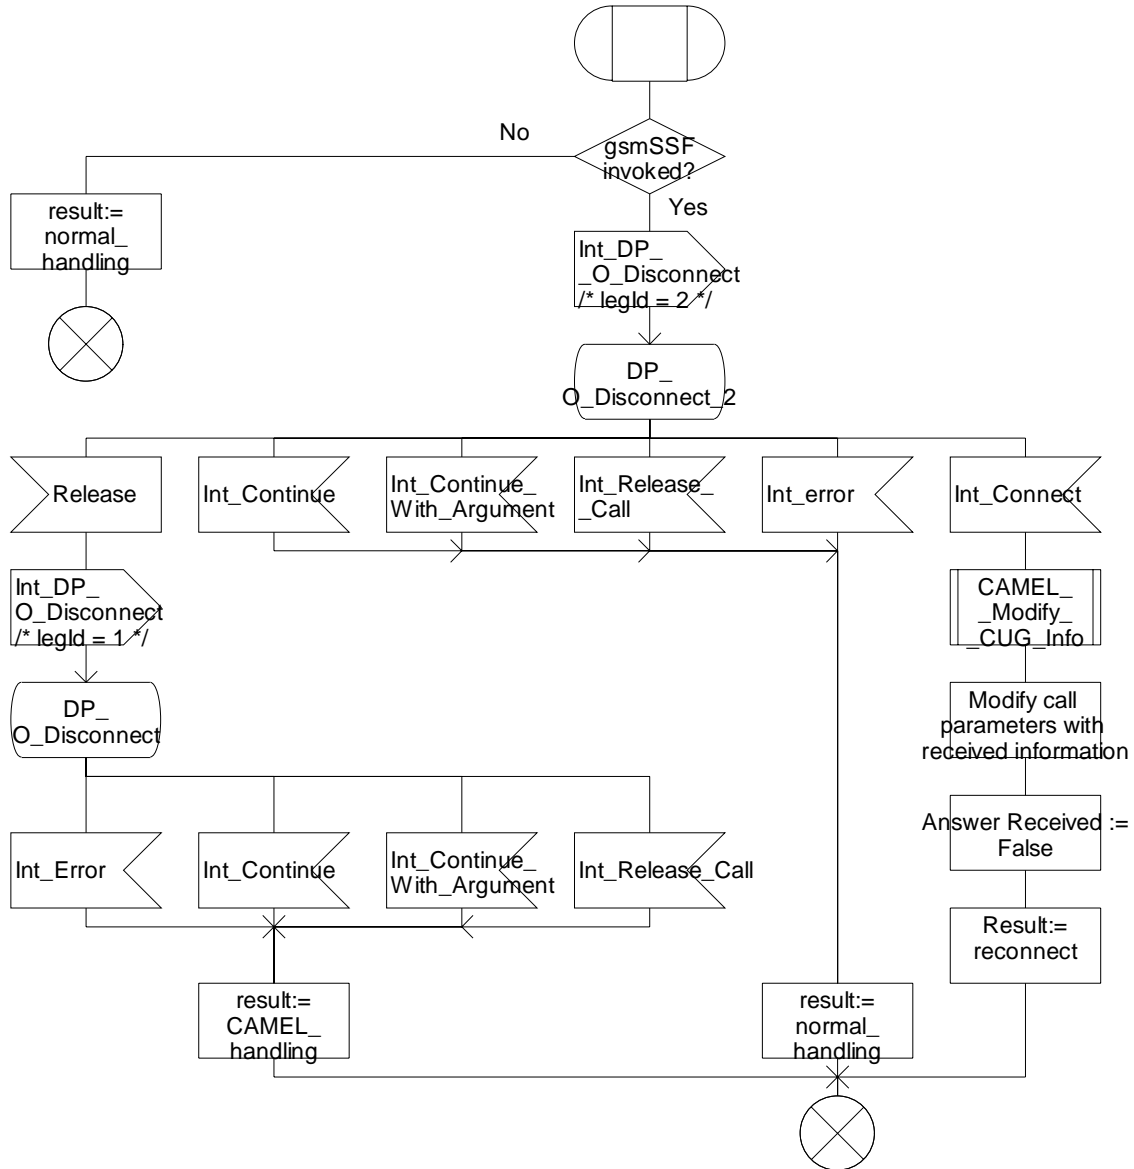 No
gsmSSF
invoked?
Yes
result:=
normal_
handling
Int_DP_
_O_Disconnect
/* legId = 2 */
DP_
O_Disconnect_2
Release
Int_Continue
Int_Continue_
With_Argument
Int_Release_
_Call
Int_error
Int_Connect
Int_DP_
O_Disconnect
/* legId = 1 */
CAMEL_
_Modify_
_CUG_Info
DP_
O_Disconnect
Modify call
parameters with
received information
Answer Received :=
False
Int_Error
Int_Continue
Int_Continue_
With_Argument
Int_Release_Call
Result:=
reconnect
result:=
CAMEL_
handling
result:=
normal_
handling